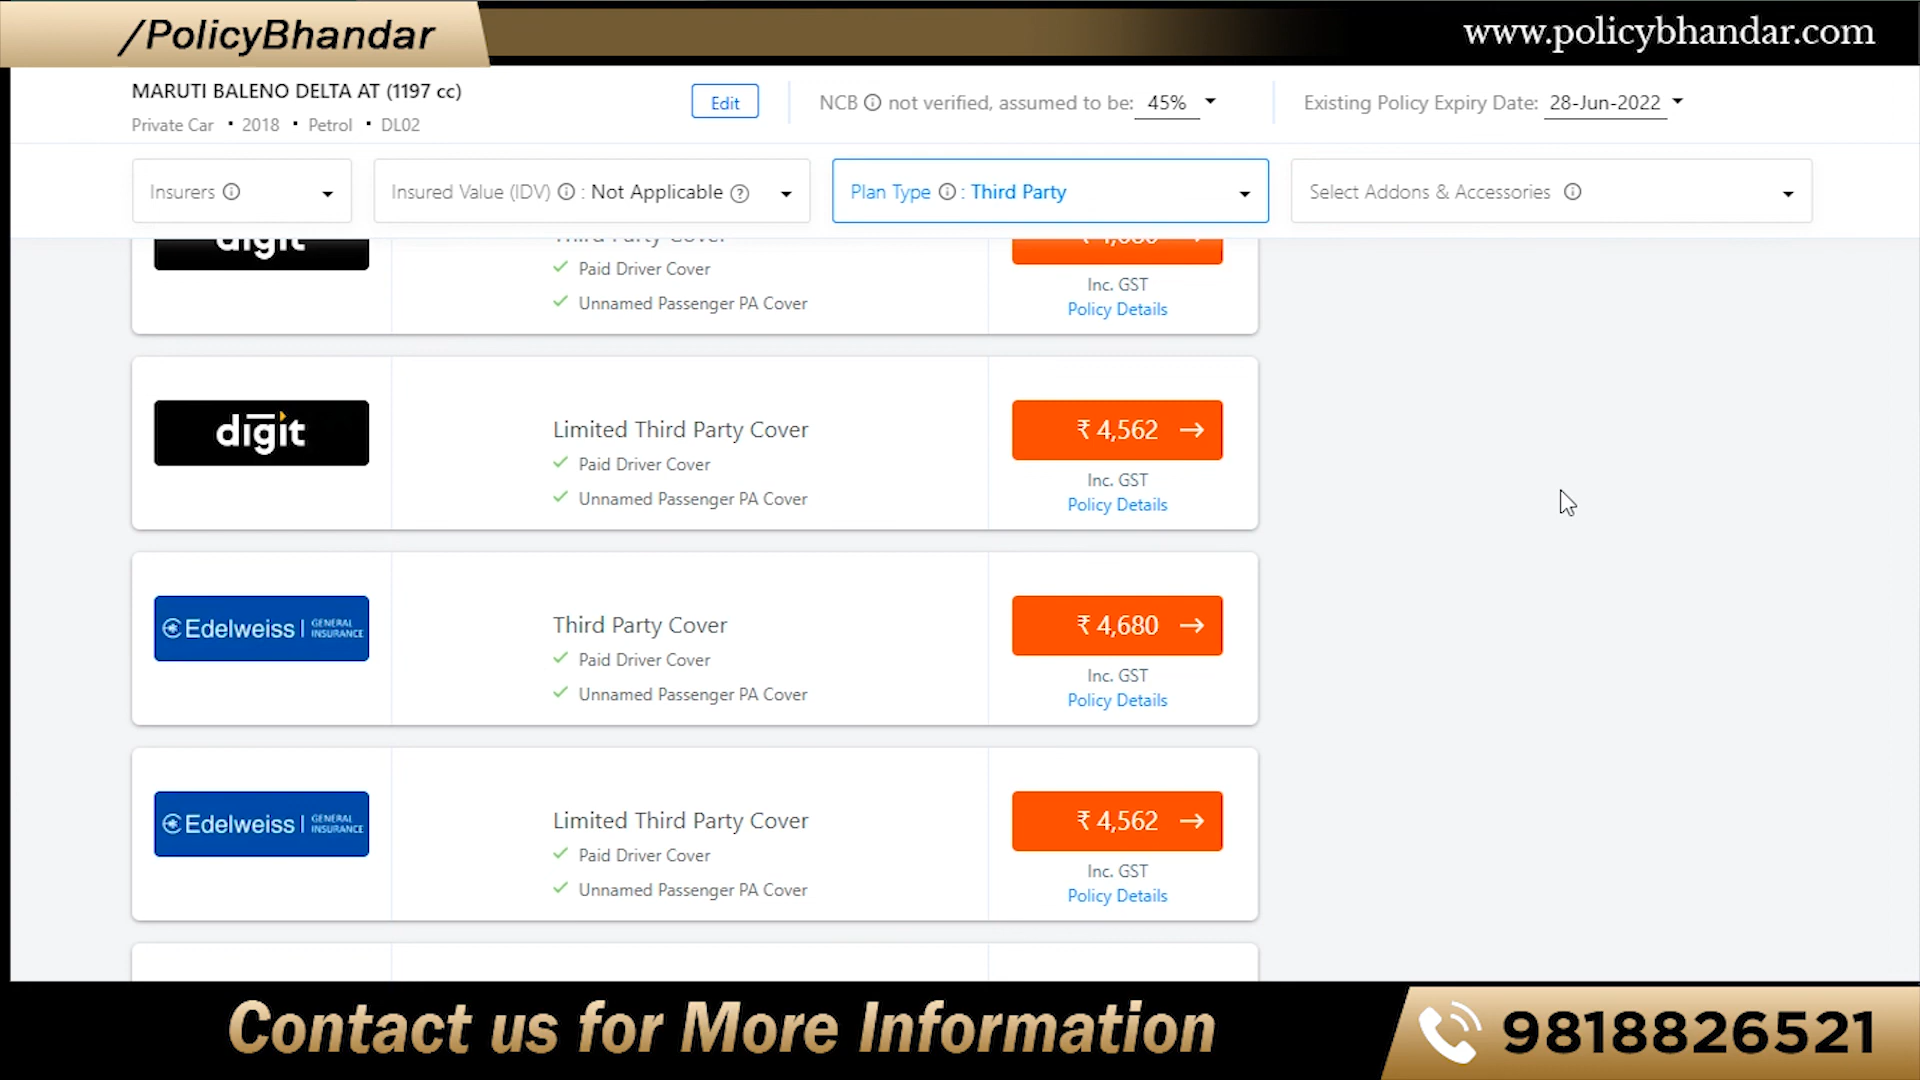 /PolicyBhandar
www.policybhandar.com
MARUTI BALENO DELTA AT (1197 cc)
Private Car • 2018 • Petrol • DL02
Edit
NCB not verified, assumed to be: 45%
Existing Policy Expiry Date: 28-Jun-2022
Insurers
Insured Value (IDV) : Not Applicable
Plan Type : Third Party
Select Addons & Accessories
digit
Third Party Cover
Paid Driver Cover
Unnamed Passenger PA Cover
Inc. GST
Policy Details
digit
Limited Third Party Cover
Paid Driver Cover
Unnamed Passenger PA Cover
₹ 4,562 →
Inc. GST
Policy Details
Edelweiss | GENERAL INSURANCE
Third Party Cover
Paid Driver Cover
Unnamed Passenger PA Cover
₹ 4,680 →
Inc. GST
Policy Details
Edelweiss | GENERAL INSURANCE
Limited Third Party Cover
Paid Driver Cover
Unnamed Passenger PA Cover
₹ 4,562 →
Inc. GST
Policy Details
Contact us for More Information
9818826521